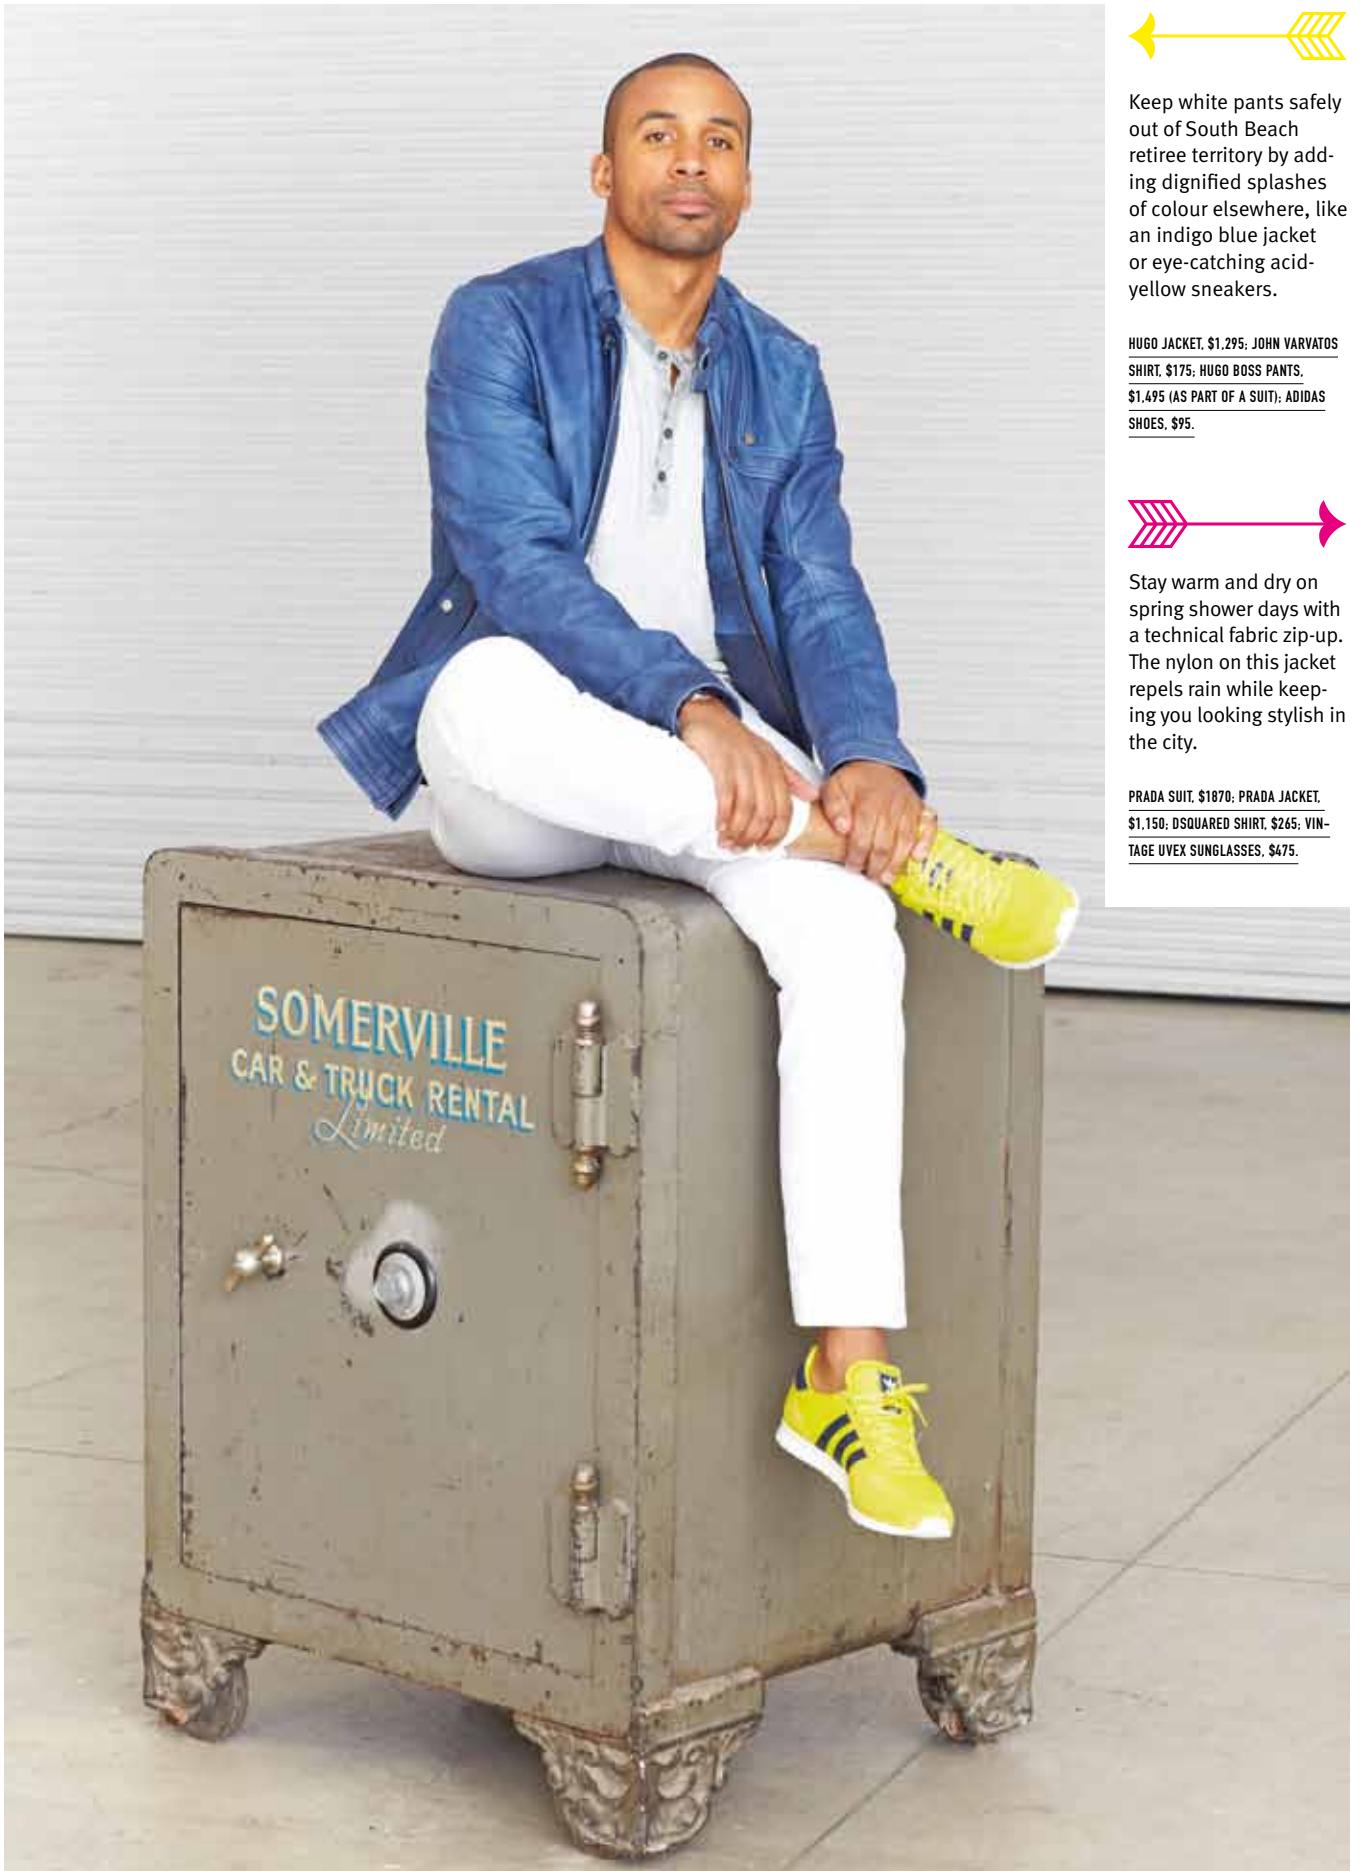 Keep white pants safely
out of South Beach
retiree territory by add-
ing dignified splashes
of colour elsewhere, like
an indigo blue jacket
or eye-catching acid-
yellow sneakers.
HUGO JACKET, $1,295; JOHN VARVATOS
SHIRT, $175; HUGO BOSS PANTS,
$1,495 (AS PART OF A SUIT); ADIDAS
SHOES, $95.
Stay warm and dry on
spring shower days with
a technical fabric zip-up.
The nylon on this jacket
repels rain while keep-
ing you looking stylish in
the city.
PRADA SUIT, $1870; PRADA JACKET,
$1,150; DSQUARED SHIRT, $265; VIN-
TAGE UVEX SUNGLASSES, $475.
SOMERVILLE
CAR & TRUCK RENTAL
Limited